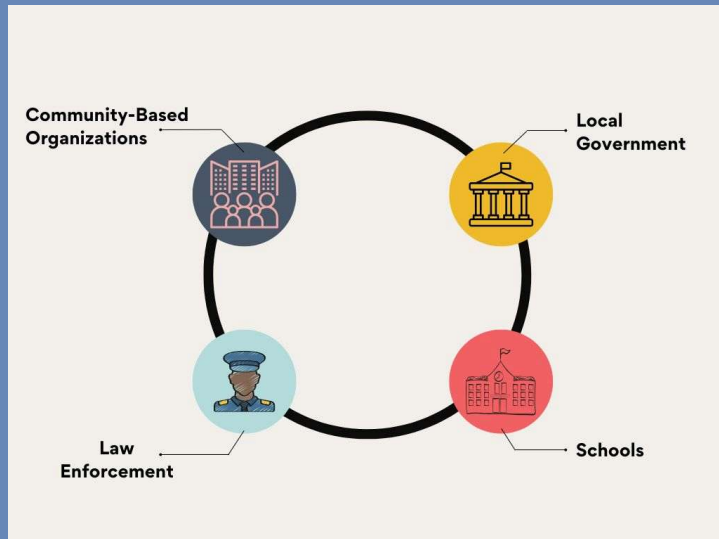 Community-Based
Organizations
Local
Government
Law
Enforcement
Schools